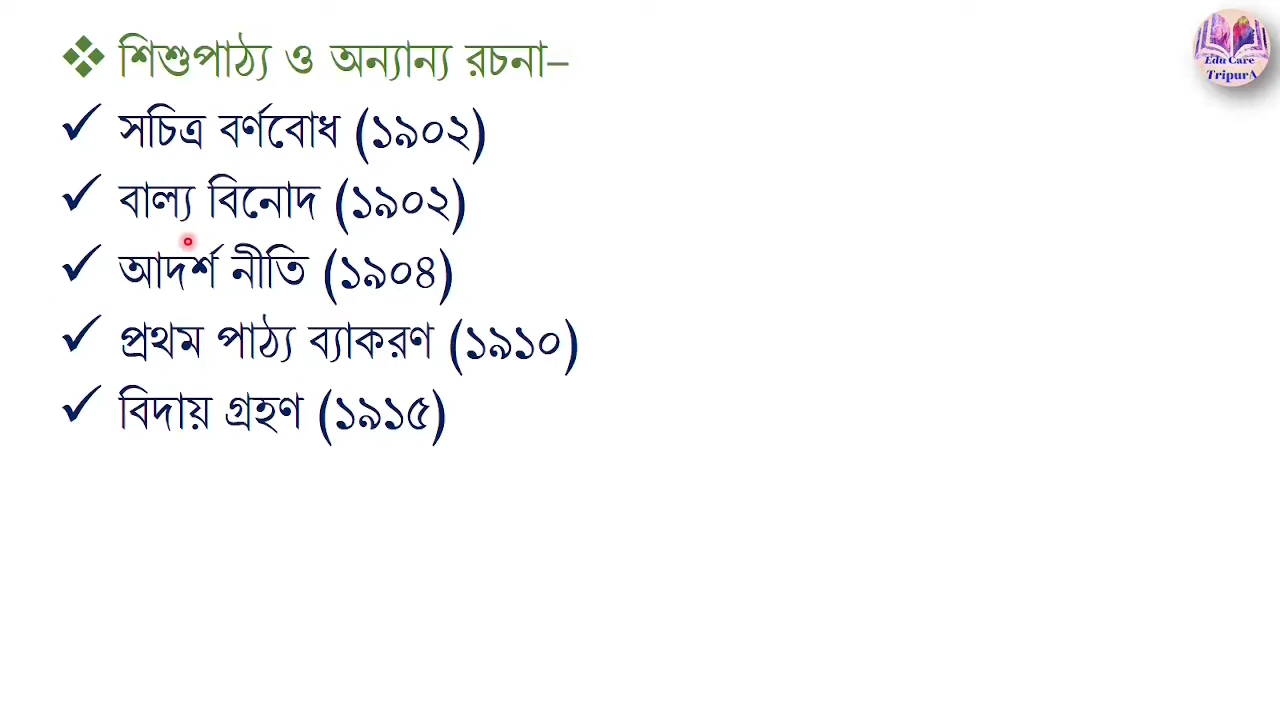 শিশুপাঠ্য ও অন্যান্য রচনা–
সচিত্র বর্ণবোধ (১৯০২)
বাল্য বিনোদ (১৯০২)
আদর্শ নীতি (১৯০৪)
প্রথম পাঠ্য ব্যাকরণ (১৯১০)
বিদায় গ্রহণ (১৯১৫)
Edu Care
TripurA